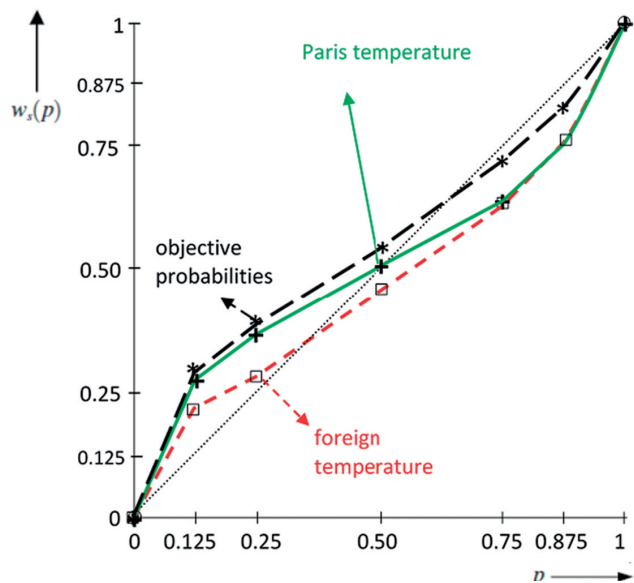 1
0.875
w_s(p)
0.75
0.50
0.25
0.125
0
Paris temperature
objective
probabilities
foreign
temperature
0 0.125 0.25 0.50 0.75 0.875 1
p